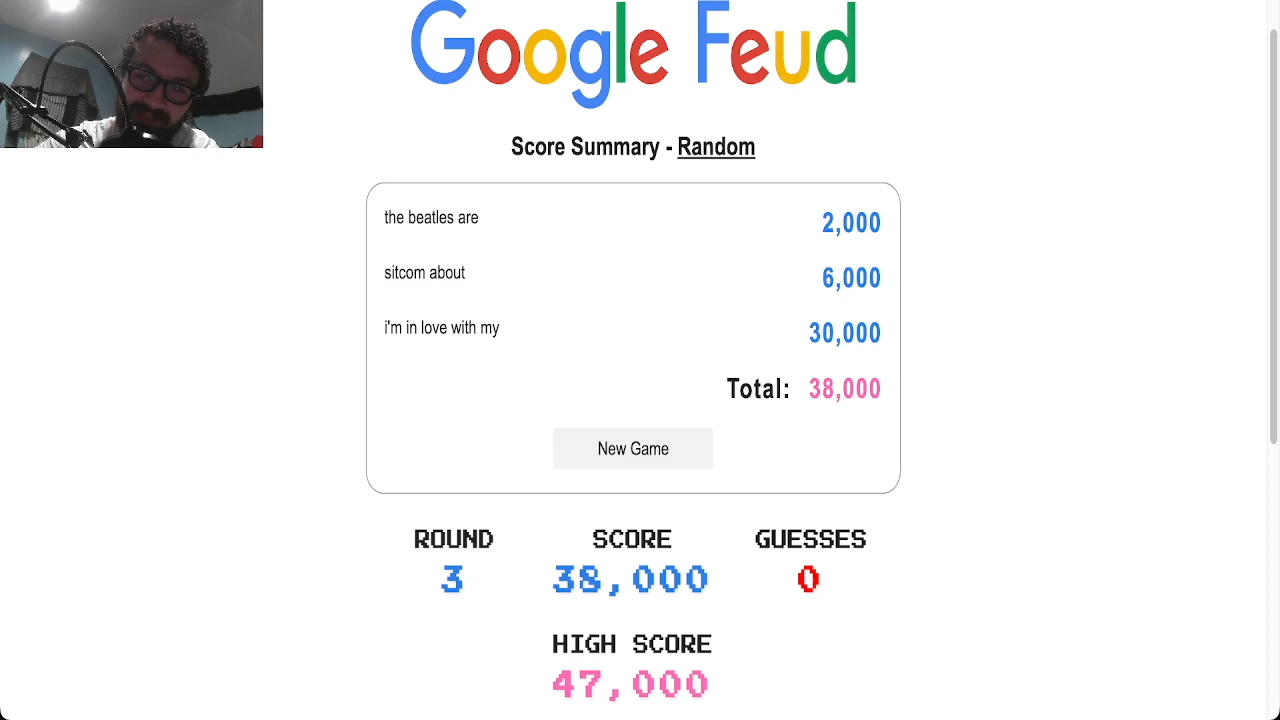 Google Feud
Score Summary - Random
the beatles are 2,000
sitcom about 6,000
i'm in love with my 30,000
Total: 38,000
New Game
ROUND SCORE GUESSES
3 38,000 0
HIGH SCORE
47,000